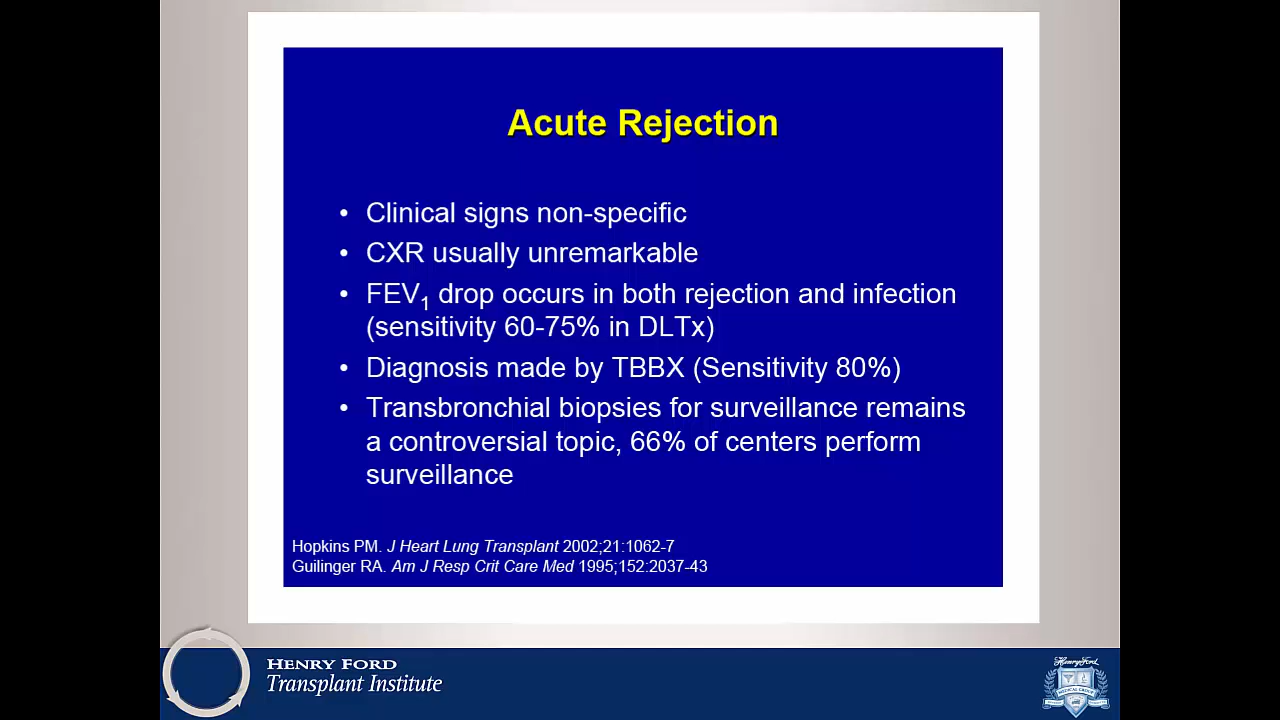 Acute Rejection
• Clinical signs non-specific
• CXR usually unremarkable
• FEV1 drop occurs in both rejection and infection
(sensitivity 60-75% in DLTx)
• Diagnosis made by TBBX (Sensitivity 80%)
• Transbronchial biopsies for surveillance remains
a controversial topic, 66% of centers perform
surveillance
Hopkins PM. J Heart Lung Transplant 2002;21:1062-7
Guilinger RA. Am J Resp Crit Care Med 1995;152:2037-43
HENRY FORD
Transplant Institute
HenryFord
MEDICAL GROUP